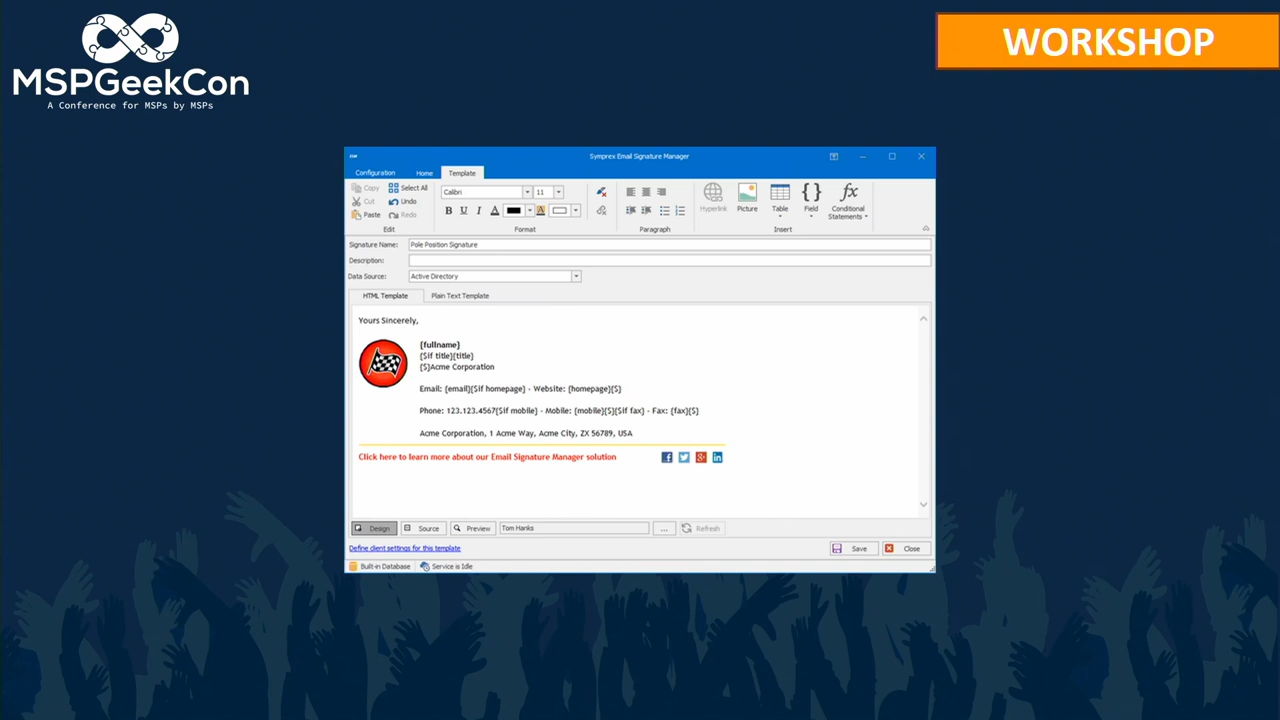 MSPGeekCon
A Conference for MSPs by MSPs
WORKSHOP
Symprex Email Signature Manager
Configuration Home Template
Copy Select All
Cut Undo
Paste Redo
Edit
Calibri 11
B U I A A
Format
Paragraph
Hyperlink Picture Table Field Conditional Statements
Insert
Signature Name: Pole Position Signature
Description:
Data Source: Active Directory
HTML Template Plain Text Template
Yours Sincerely,
{fullname}
{$if title}{title}
{$}Acme Corporation
Email: {email}{$if homepage} - Website: {homepage}{$}
Phone: 123.123.4567{$if mobile} - Mobile: {mobile}{$}{$if fax} - Fax: {fax}{$}
Acme Corporation, 1 Acme Way, Acme City, ZX 56789, USA
Click here to learn more about our Email Signature Manager solution
Design Source Preview Tom Hanks ... Refresh
Define client settings for this template
Save Close
Built-in Database Service is Idle